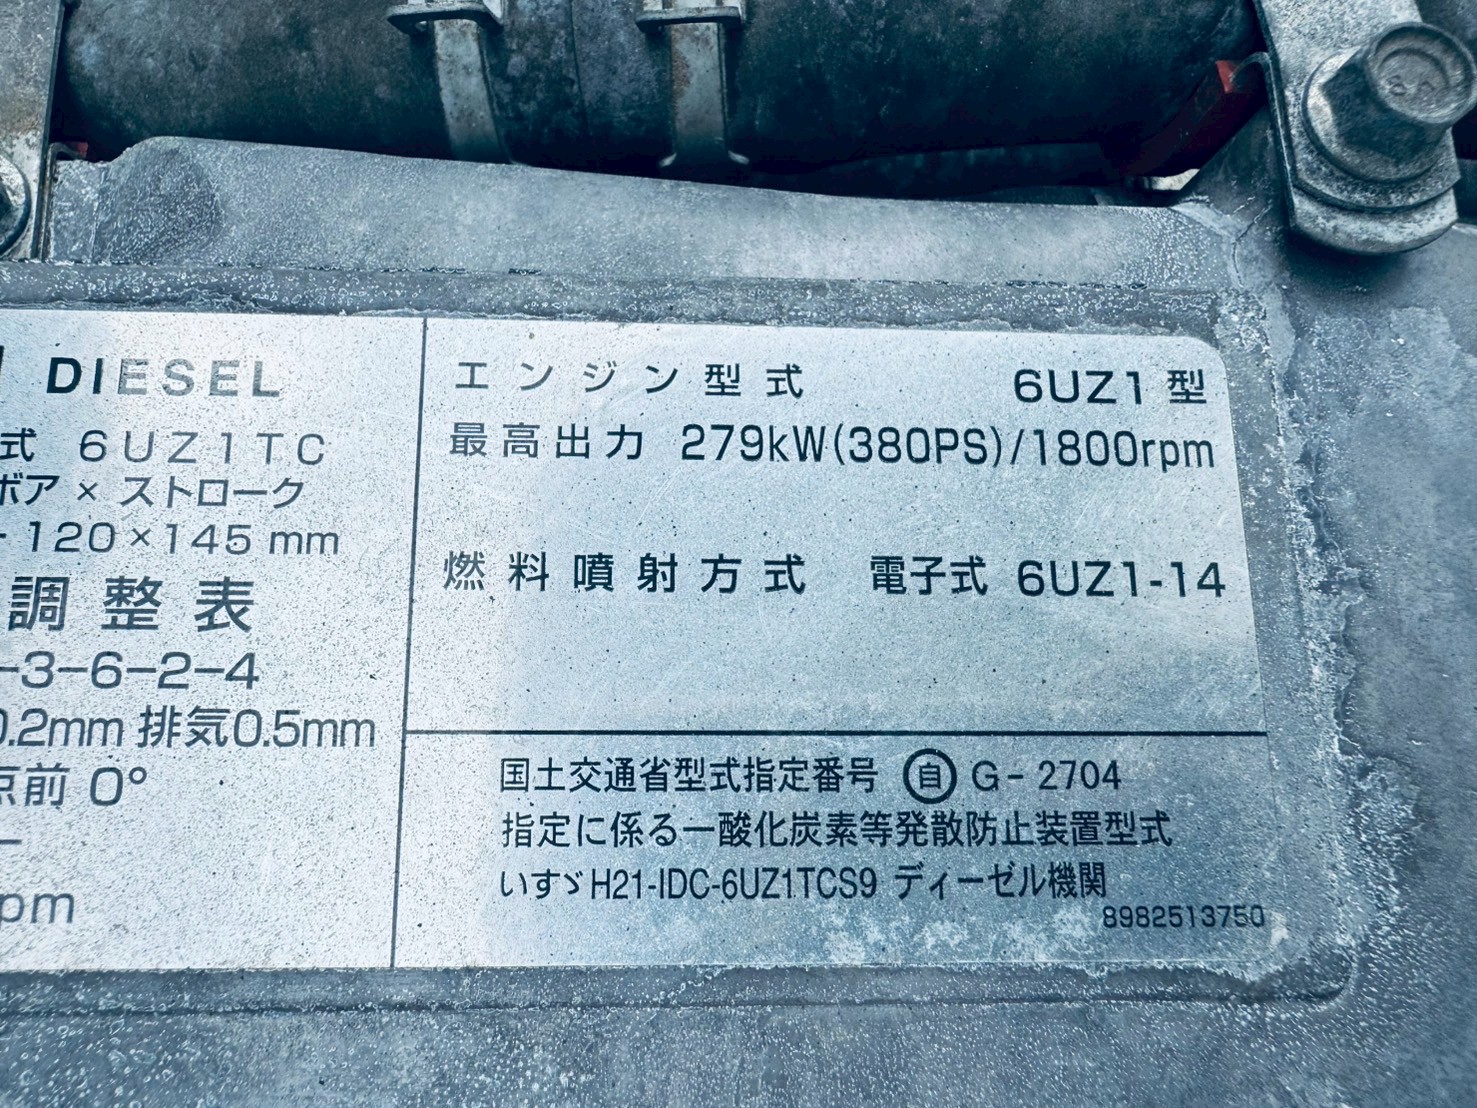 DIESEL
式 6UZ1TC
ボア×ストローク
120×145 mm
調整表
-3-6-2-4
0.2mm 排気0.5mm
点前 0°
pm
エンジン型式 6UZ1型
最高出力 279kW(380PS)/1800rpm
燃料噴射方式 電子式 6UZ1-14
国土交通省型式指定番号 自 G-2704
指定に係る一酸化炭素等発散防止装置型式
いすゞH21-IDC-6UZ1TCS9 ディーゼル機関
8982513750